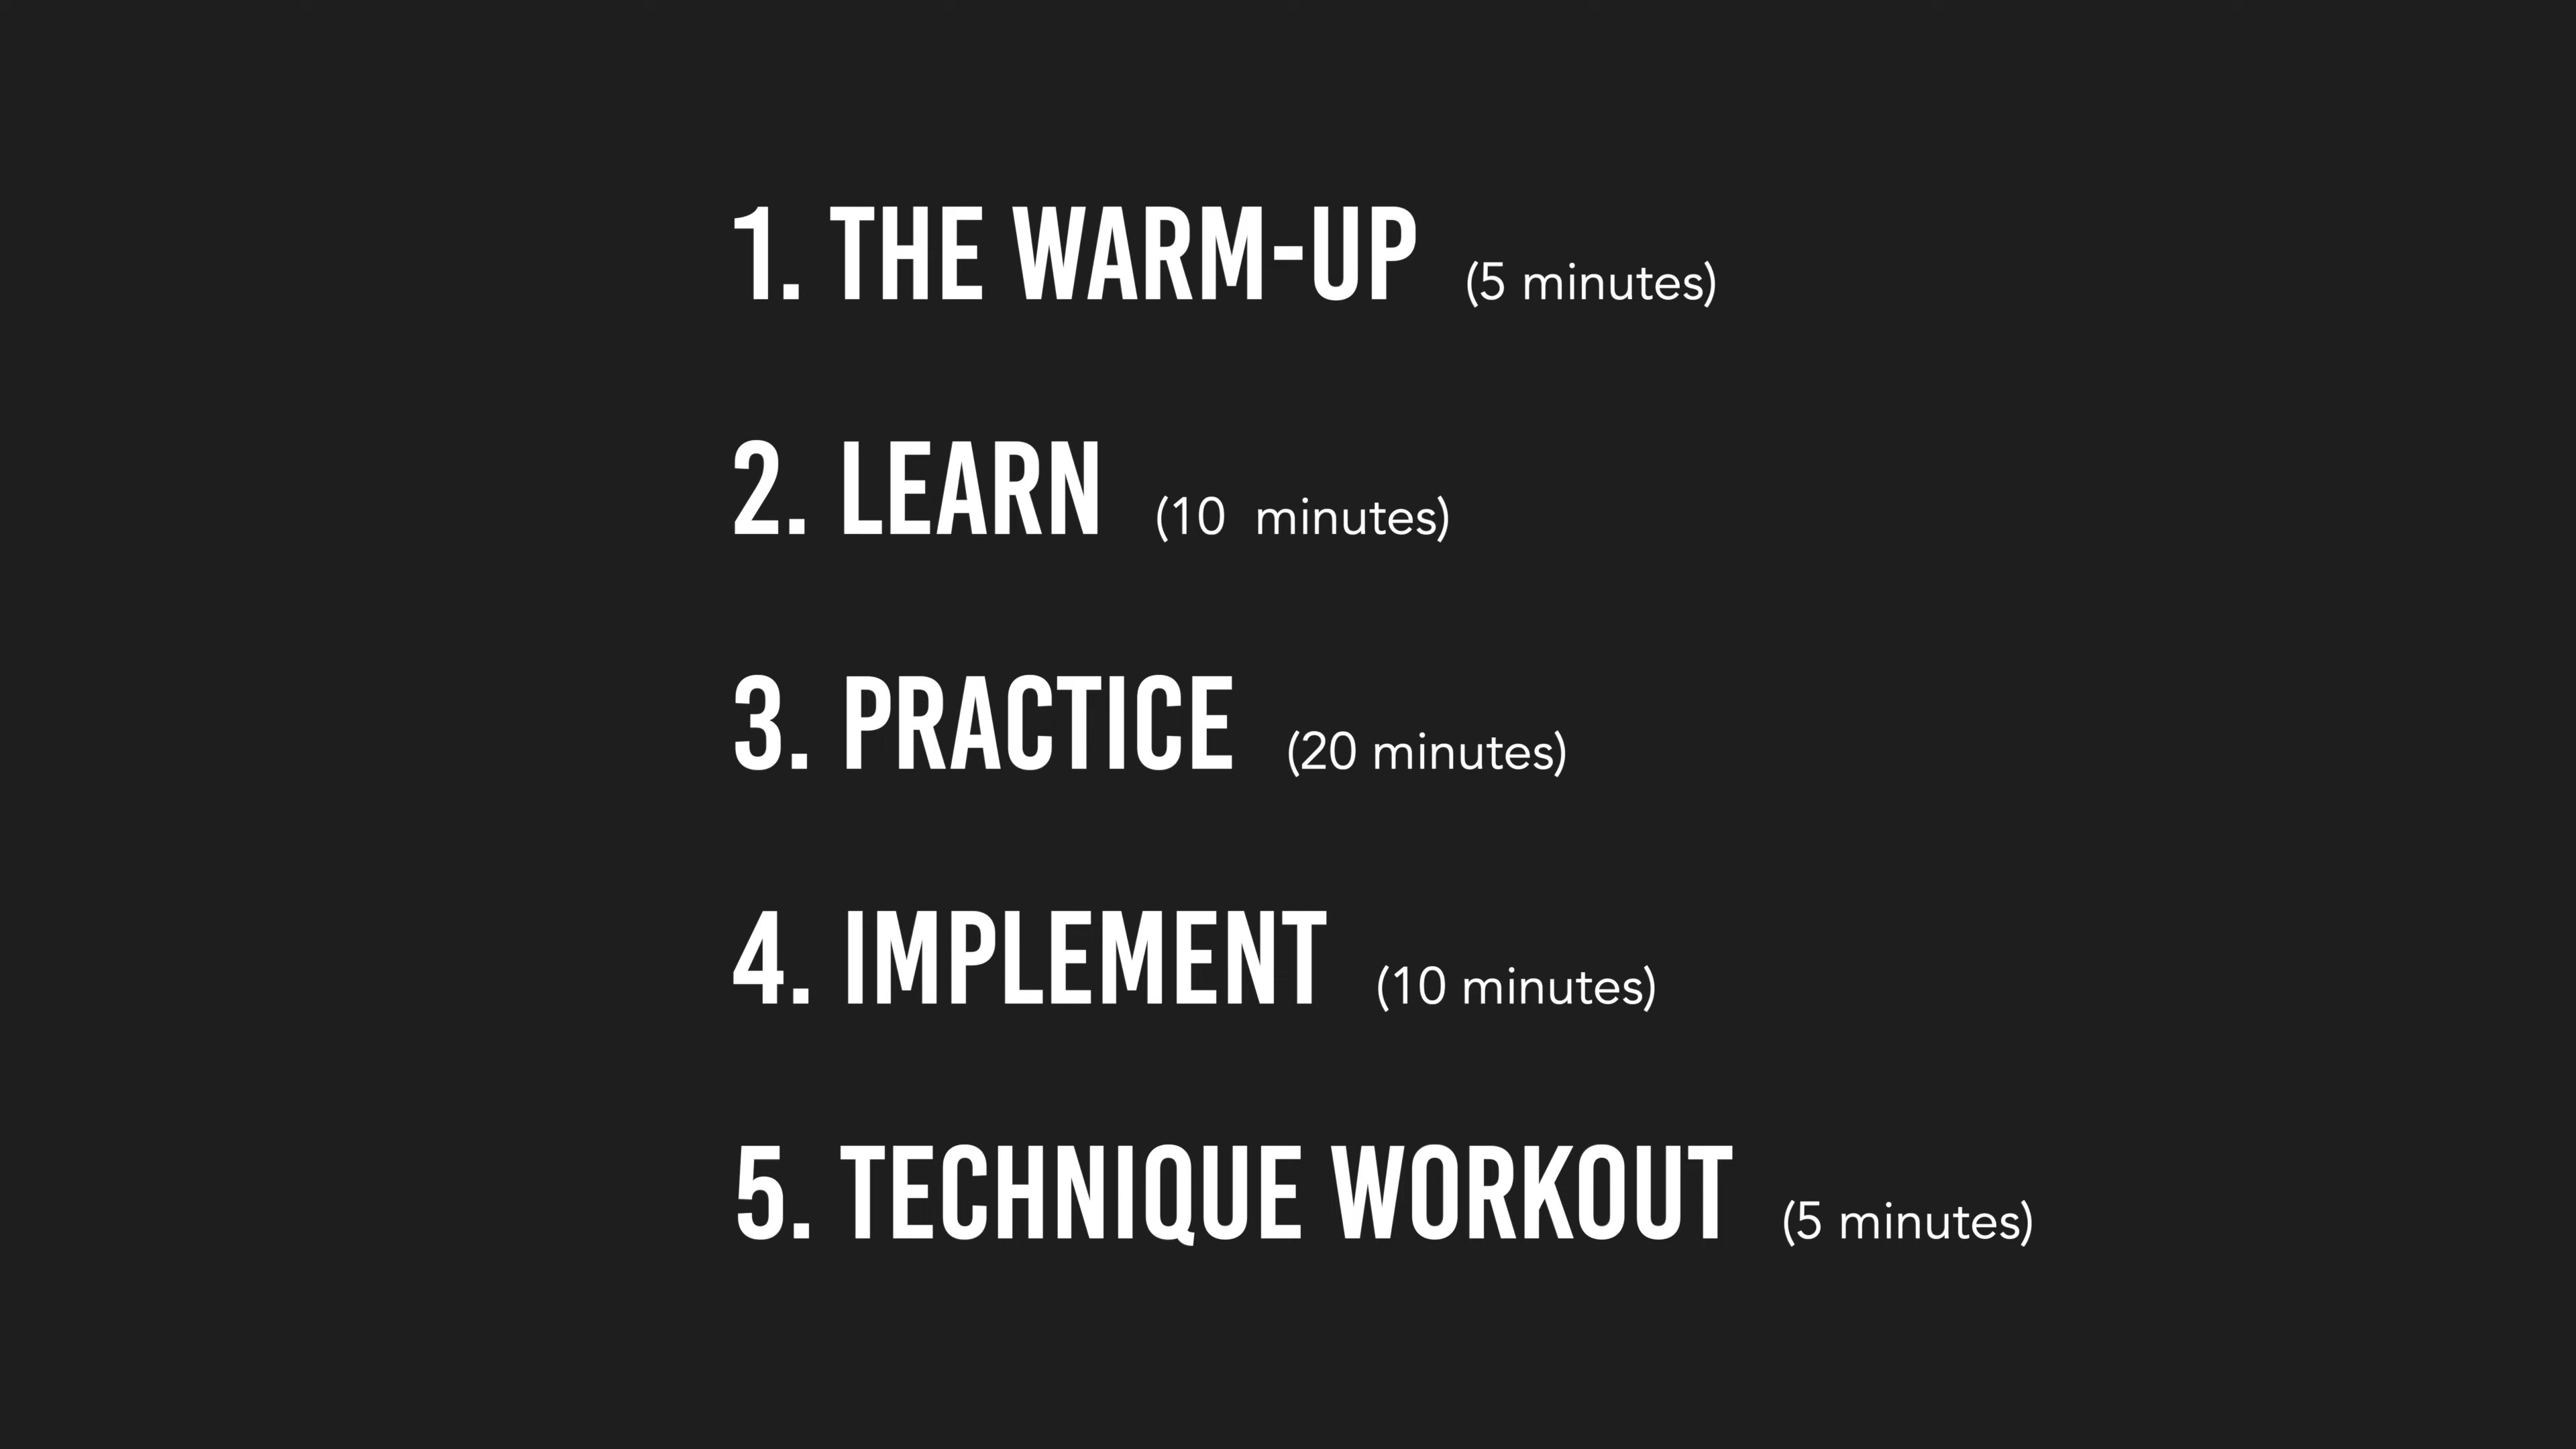 1. THE WARM-UP (5 minutes)
2. LEARN (10 minutes)
3. PRACTICE (20 minutes)
4. IMPLEMENT (10 minutes)
5. TECHNIQUE WORKOUT (5 minutes)